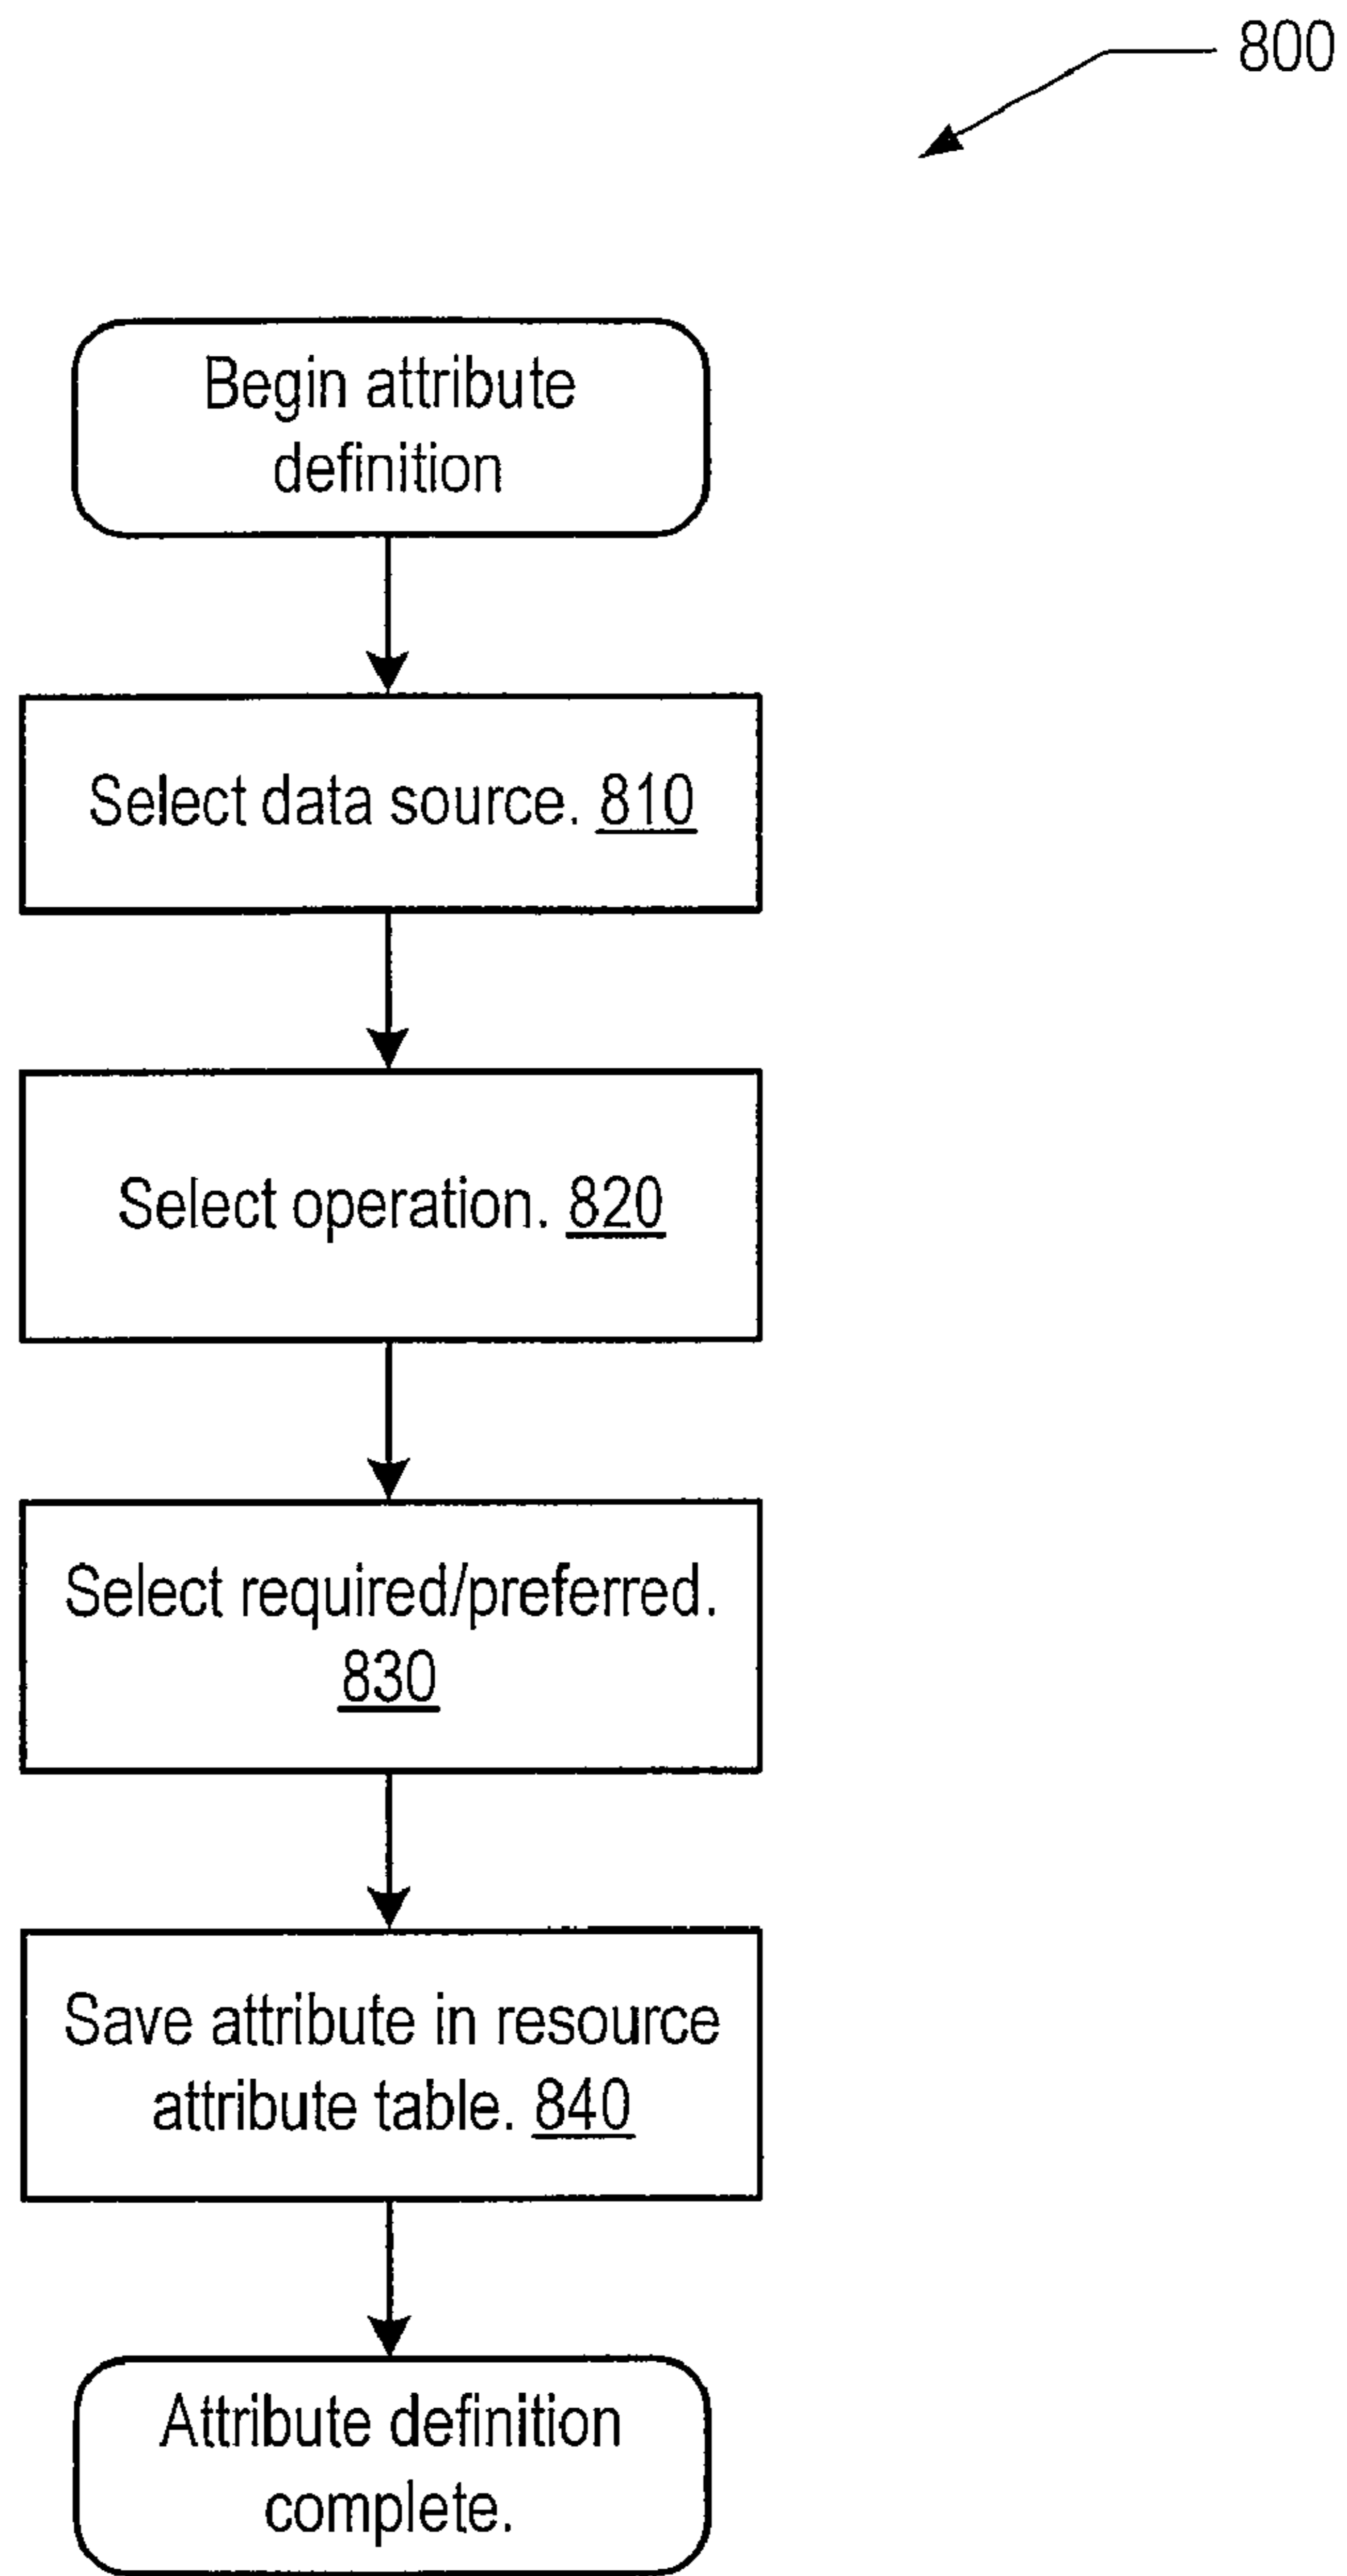 800
Begin attribute
definition
Select data source. 810
Select operation. 820
Select required/preferred.
830
Save attribute in resource
attribute table. 840
Attribute definition
complete.